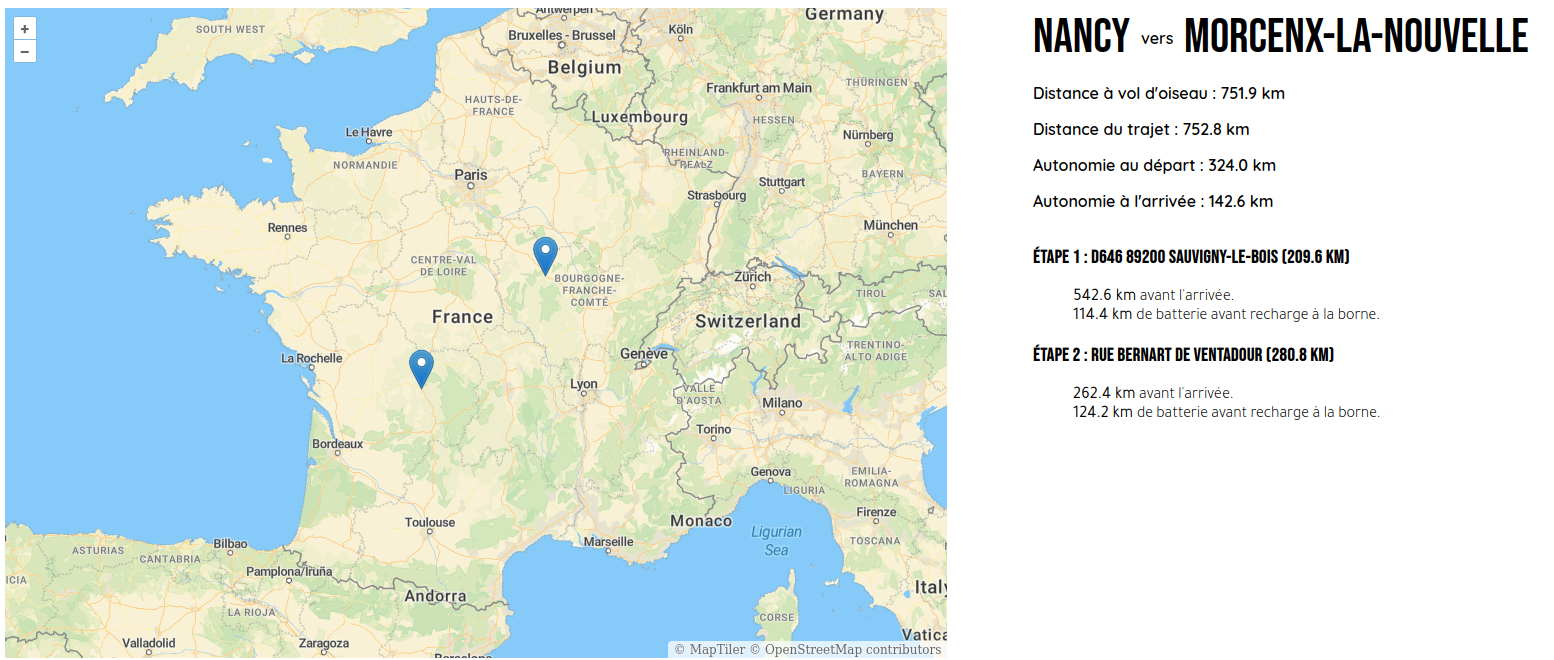 Antwerpen
Germany
SOUTH WEST
Köln
Bruxelles - Brussel
Belgium
THÜRINGEN
Frankfurt am Main
HAUTS-DE-
FRANCE
Luxembourg
HESSEN
Le Havre
Nürnberg
RHEINLAND-
PFALZ
NORMANDIE
Paris
BAYERN
Stuttgart
Strasbourg
Rennes
München
CENTRE-VAL
DE LOIRE
BOURGOGNE-
FRANCHE-
COMTÉ
Zürich
TIROL
SAL
France
Switzerland
TRENTINO-
ALTO ADIGE
La Rochelle
Genève
Lyon
VALLE
D'AOSTA
Milano
Torino
Bordeaux
Genova
EMILIA-
ROMAGNA
LIGURIA
Firenze
Toulouse
Monaco
Ligurian
Sea
TOSCANA
Bilbao
Marseille
ASTURIAS
CANTABRIA
Pamplona/Iruña
ICIA
Italy
Andorra
LA RIOJA
CORSE
Vatica
Valladolid
Zaragoza
Barcelona
© MapTiler © OpenStreetMap contributors
+
−
NANCY vers MORCENX-LA-NOUVELLE
Distance à vol d'oiseau : 751.9 km
Distance du trajet : 752.8 km
Autonomie au départ : 324.0 km
Autonomie à l'arrivée : 142.6 km
ÉTAPE 1 : D646 89200 SAUVIGNY-LE-BOIS (209.6 KM)
542.6 km avant l'arrivée.
114.4 km de batterie avant recharge à la borne.
ÉTAPE 2 : RUE BERNART DE VENTADOUR (280.8 KM)
262.4 km avant l'arrivée.
124.2 km de batterie avant recharge à la borne.